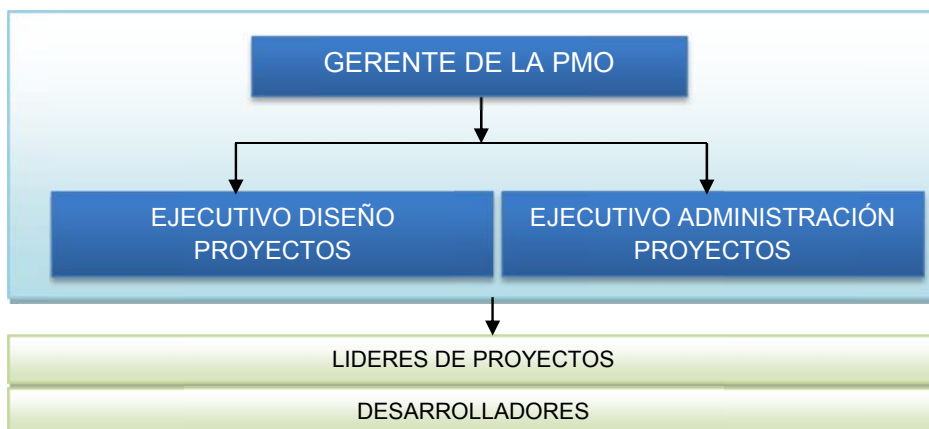 GERENTE DE LA PMO
EJECUTIVO DISEÑO
PROYECTOS
EJECUTIVO ADMINISTRACIÓN
PROYECTOS
LIDERES DE PROYECTOS
DESARROLLADORES